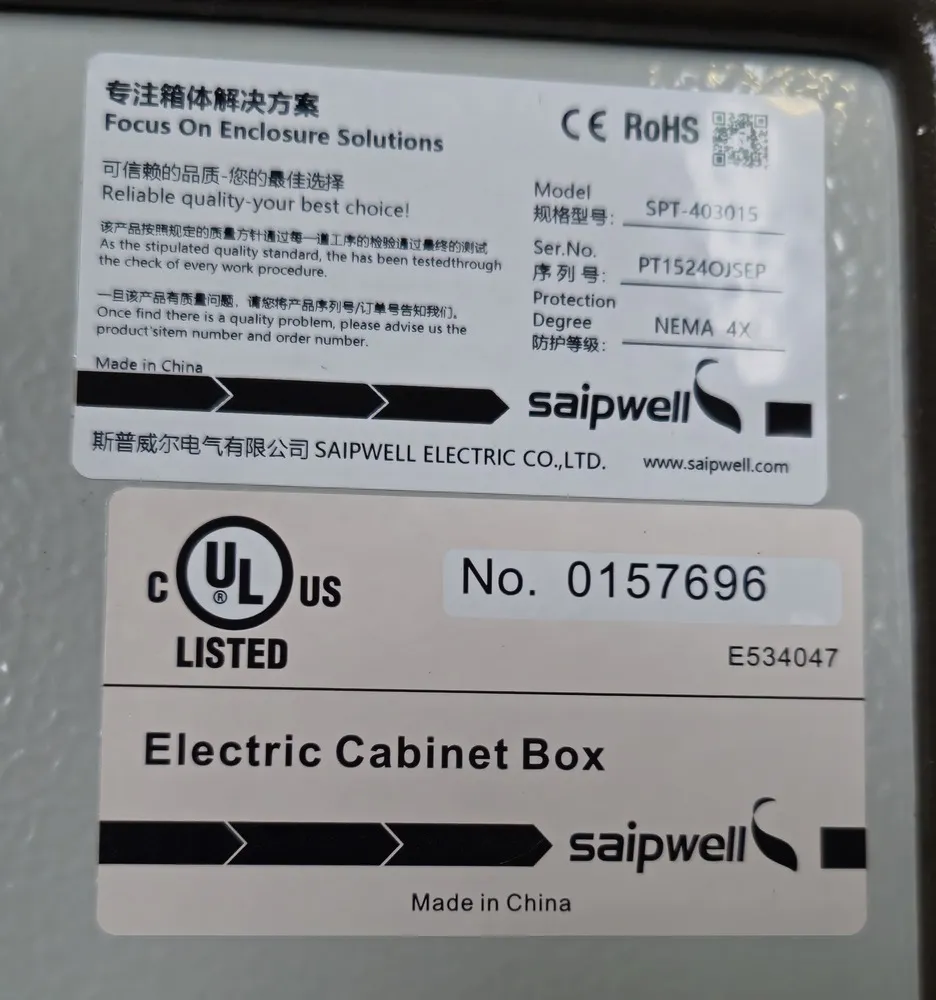 专注箱体解决方案
Focus On Enclosure Solutions
可信赖的品质-您的最佳选择
Reliable quality-your best choice!
该产品按照规定的质量方针通过每一道工序的检验通过最终的测试
As the stipulated quality standard, the has been testedthrough
the check of every work procedure.
一旦该产品有质量问题，请您将产品序列号/订单号告知我们。
Once find there is a quality problem, please advise us the
product'sitem number and order number.
Made in China
CE RoHS
Model
规格型号: SPT-403015
Ser.No.
序列号: PT1524OJSEP
Protection
Degree
防护等级: NEMA 4X
saipwell
斯普威尔电气有限公司 SAIPWELL ELECTRIC CO.,LTD.
www.saipwell.com
C UL® US
LISTED
No. 0157696
E534047
Electric Cabinet Box
saipwell
Made in China